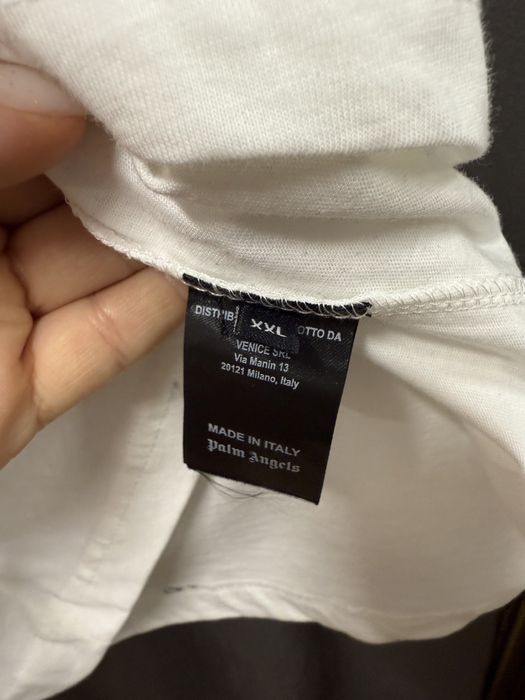 DISTRIB
XXL
OTTO DA
VENICE SRL
Via Manin 13
20121 Milano, Italy
MADE IN ITALY
Palm Angels